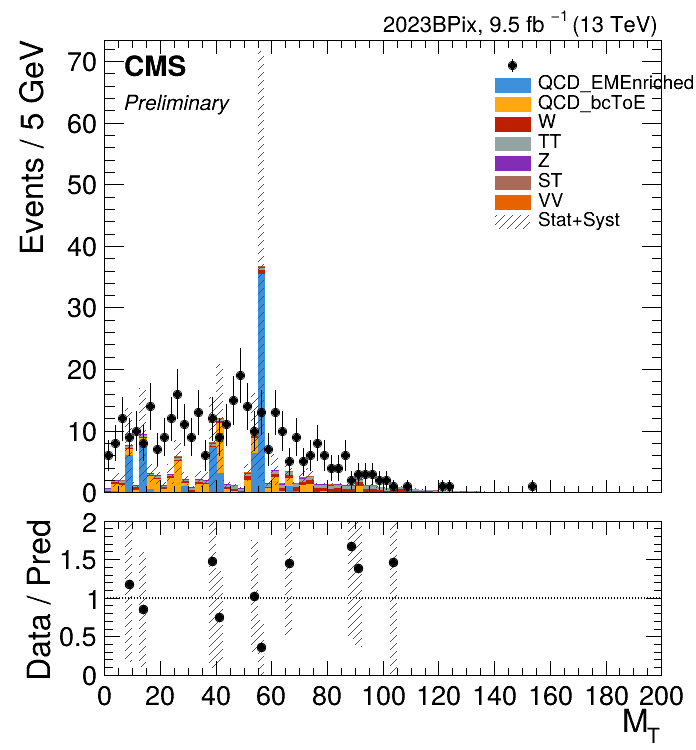 2023BPix, 9.5 fb⁻¹ (13 TeV)
CMS
Preliminary
QCD_EMEnriched
QCD_bcToE
W
TT
Z
ST
VV
Stat+Syst
Events / 5 GeV
70
60
50
40
30
20
10
0
Data / Pred
2
1.5
1
0.5
0
0 20 40 60 80 100 120 140 160 180 200
M_T